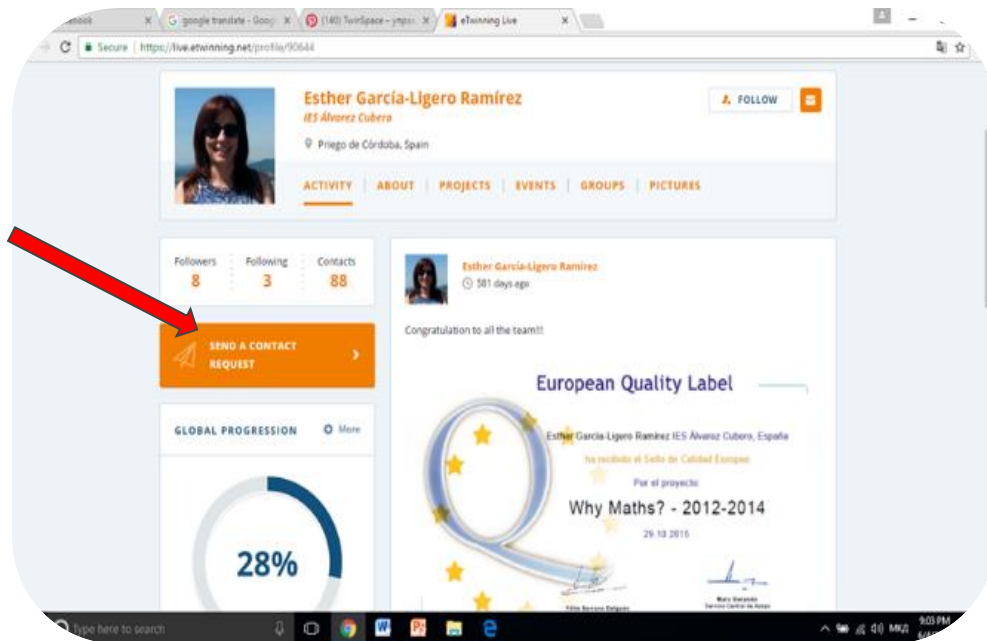 google translate - Goog
(140) TwinSpace -
eTwinning Live
Secure
https://live.etwinning.net/profile/90644
Esther García-Ligero Ramírez
IES Álvarez Cubero
Priego de Córdoba, Spain
FOLLOW
ACTIVITY ABOUT PROJECTS EVENTS GROUPS PICTURES
Followers Following Contacts
8 3 88
SEND A CONTACT
REQUEST
GLOBAL PROGRESSION More
28%
Esther García-Ligero Ramírez
581 days ago
Congratulation to all the team!!!
European Quality Label
Esther García-Ligero Ramírez IES Álvarez Cubero, España
ha recibido el Sello de Calidad Europeo
Por el proyecto:
Why Maths? - 2012-2014
29.10.2015
Type here to search
МКД
9:03 PM